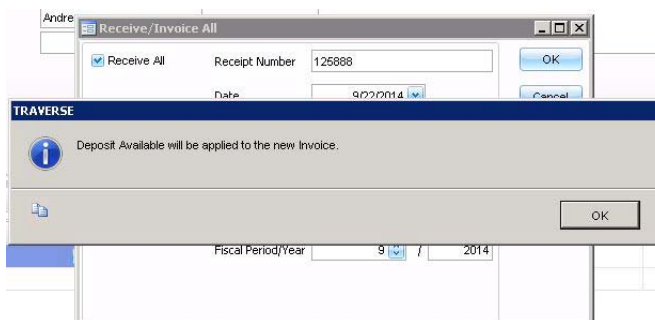 Andre
Receive/Invoice All
Receive All
Receipt Number 125888
OK
Date 9/22/2014
Cancel
TRAVERSE
Deposit Available will be applied to the new Invoice.
OK
Fiscal Period/Year 9 / 2014